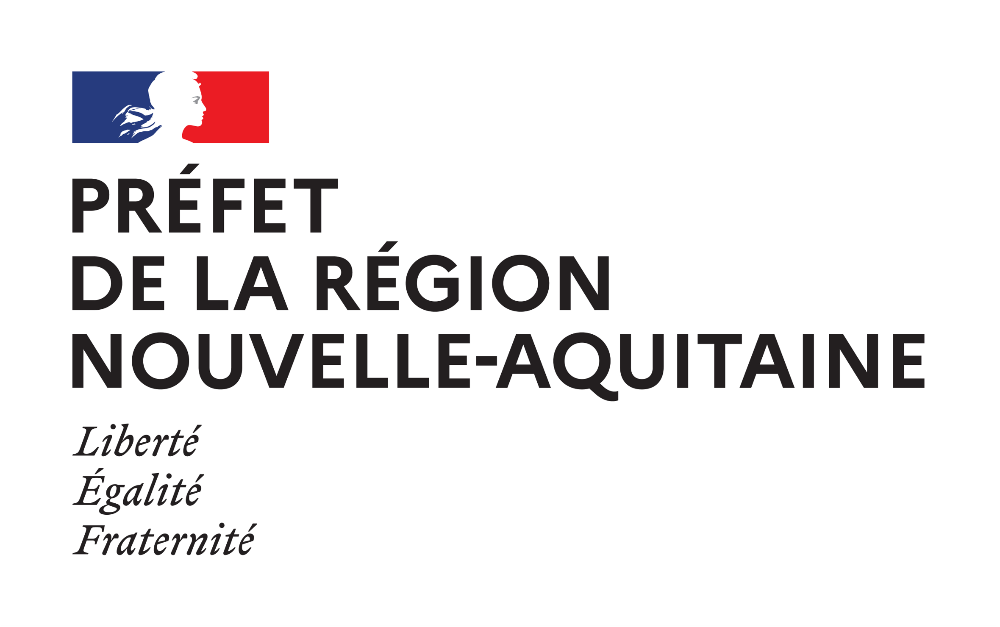 PRÉFET
DE LA RÉGION
NOUVELLE-AQUITAINE
Liberté
Égalité
Fraternité